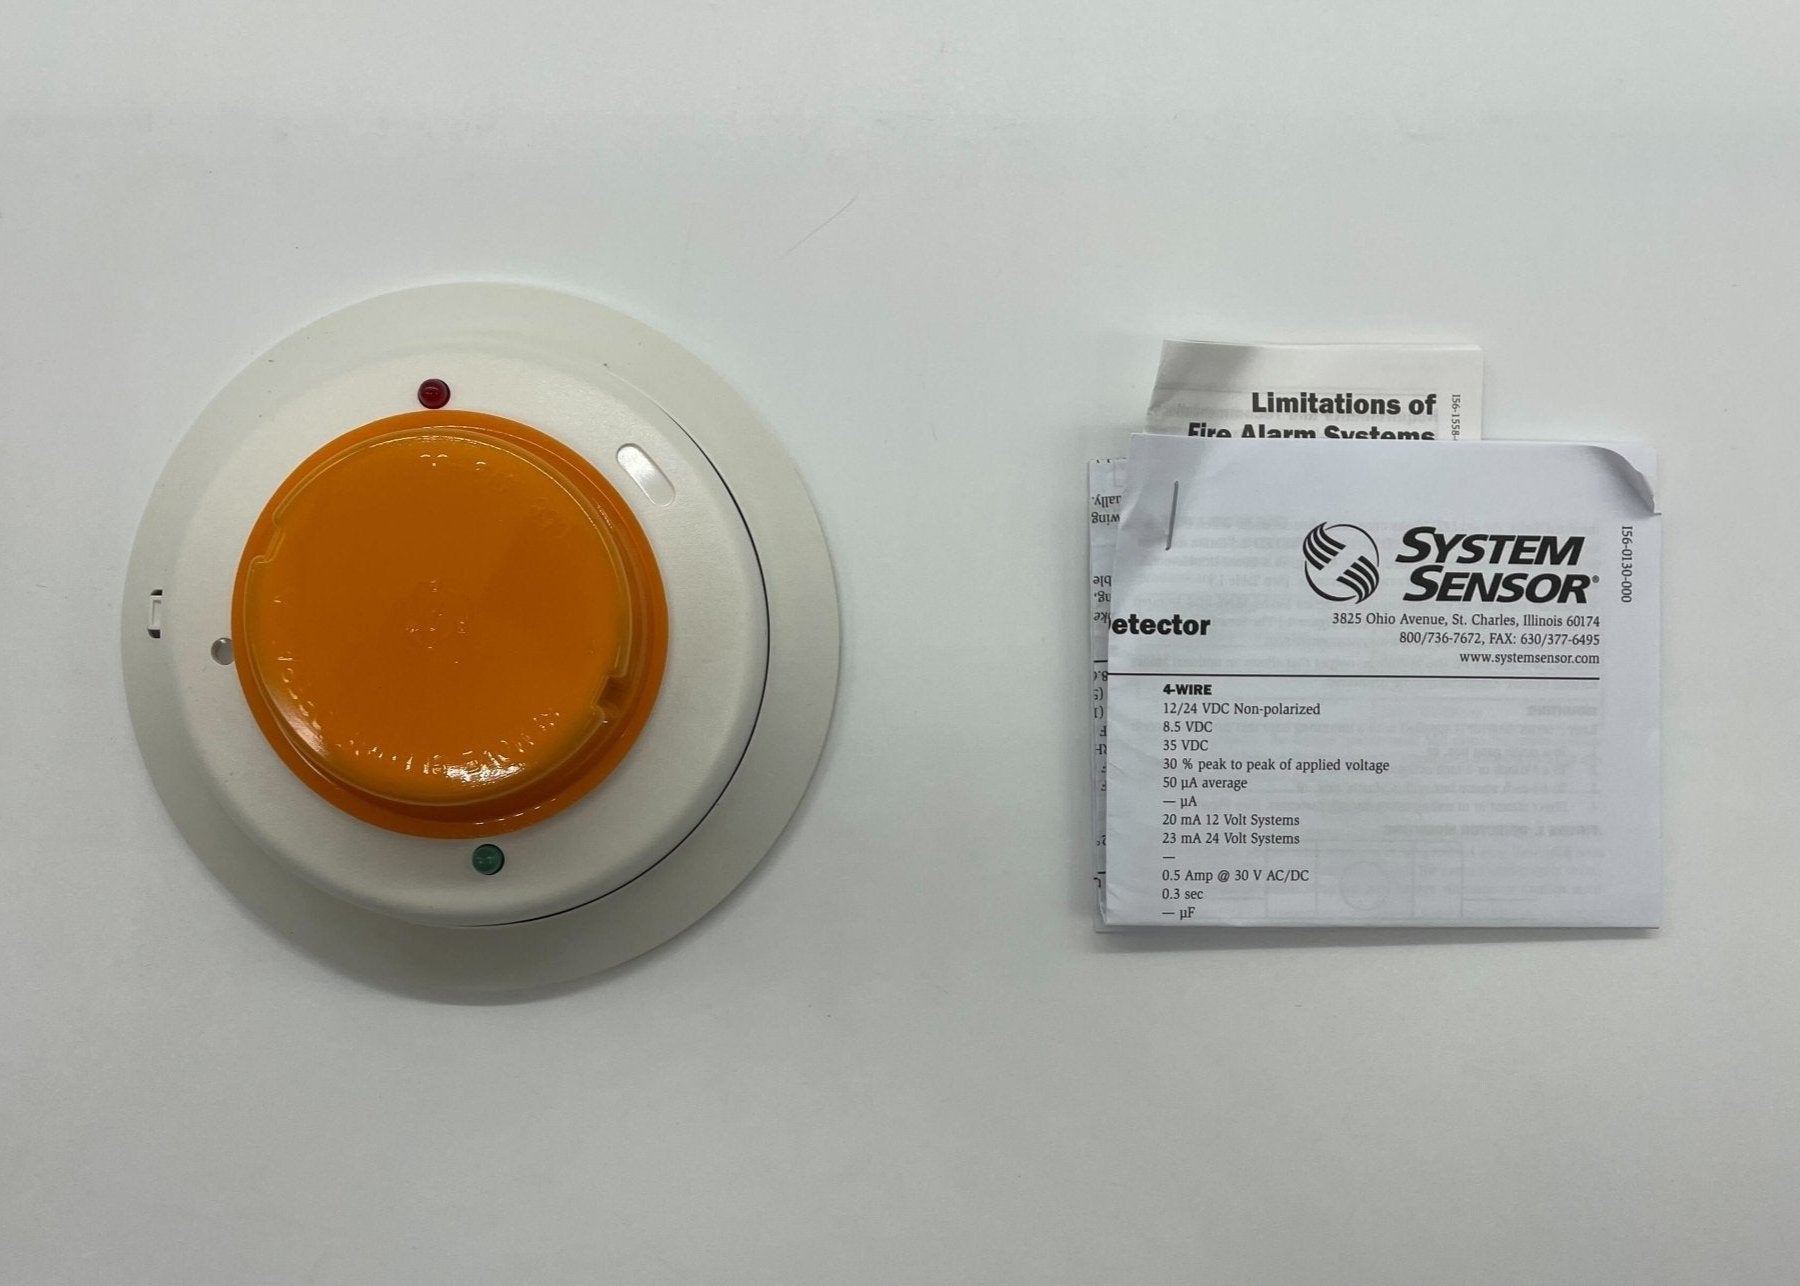 Limitations of
Fire Alarm Systems
I56-1558-
SYSTEM
SENSOR®
I56-0130-000
3825 Ohio Avenue, St. Charles, Illinois 60174
800/736-7672, FAX: 630/377-6495
www.systemsensor.com
etector
4-WIRE
12/24 VDC Non-polarized
8.5 VDC
35 VDC
30 % peak to peak of applied voltage
50 µA average
— µA
20 mA 12 Volt Systems
23 mA 24 Volt Systems
—
0.5 Amp @ 30 V AC/DC
0.3 sec
— µF